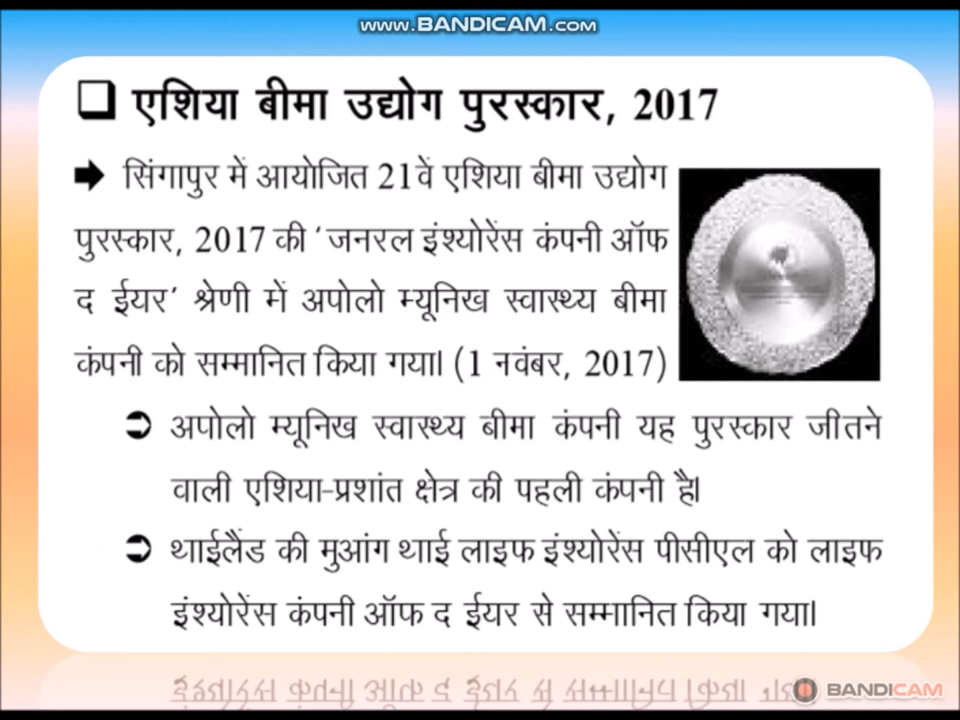 www.BANDICAM.com
❑ एशिया बीमा उद्योग पुरस्कार, 2017
➡ सिंगापुर में आयोजित 21वें एशिया बीमा उद्योग
पुरस्कार, 2017 की ‘जनरल इंश्योरेंस कंपनी ऑफ
द ईयर’ श्रेणी में अपोलो म्यूनिख स्वास्थ्य बीमा
कंपनी को सम्मानित किया गया। (1 नवंबर, 2017)
➲ अपोलो म्यूनिख स्वास्थ्य बीमा कंपनी यह पुरस्कार जीतने
वाली एशिया-प्रशांत क्षेत्र की पहली कंपनी है।
➲ थाईलैंड की मुआंग थाई लाइफ इंश्योरेंस पीसीएल को लाइफ
इंश्योरेंस कंपनी ऑफ द ईयर से सम्मानित किया गया।
BANDICAM